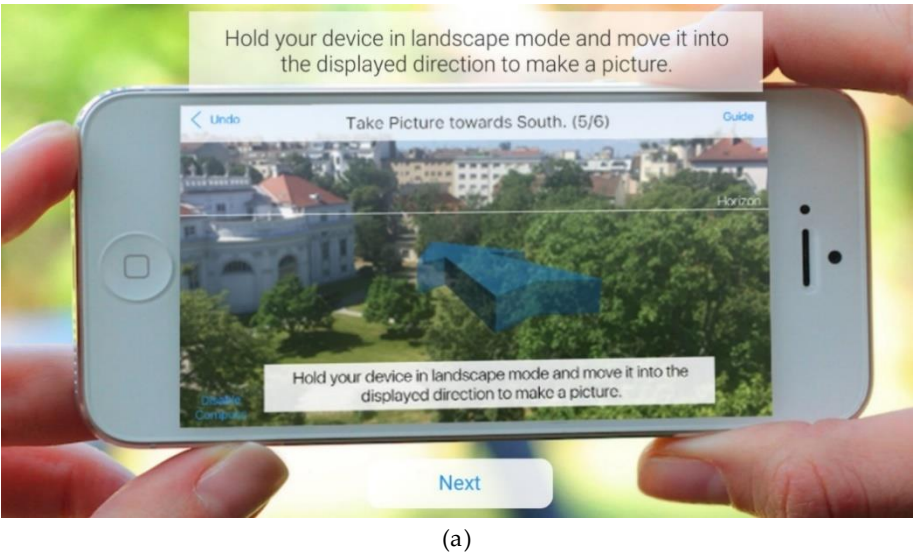 Hold your device in landscape mode and move it into
the displayed direction to make a picture.
Undo
Take Picture towards South. (5/6)
Guide
Horizon
Hold your device in landscape mode and move it into the
displayed direction to make a picture.
Disable
Compass
Next
(a)